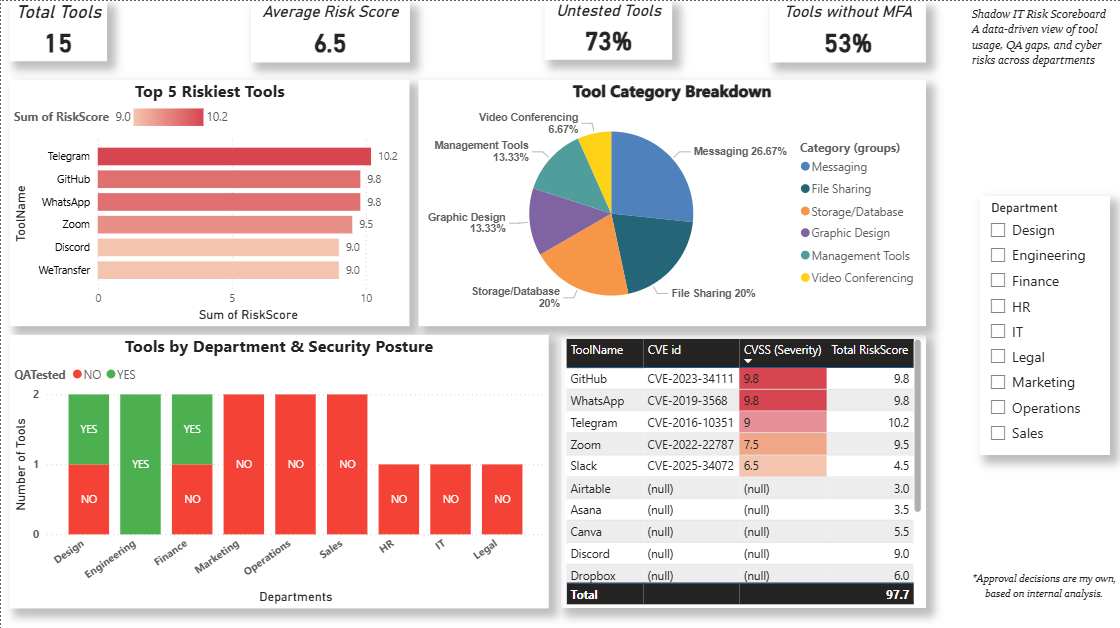 Total Tools
15
Average Risk Score
6.5
Untested Tools
73%
Tools without MFA
53%
Shadow IT Risk Scoreboard
A data-driven view of tool
usage, QA gaps, and cyber
risks across departments
Top 5 Riskiest Tools
Sum of RiskScore 9.0 10.2
ToolName
Telegram 10.2
GitHub 9.8
WhatsApp 9.8
Zoom 9.5
Discord 9.0
WeTransfer 9.0
0 5 10
Sum of RiskScore
Tool Category Breakdown
Video Conferencing
6.67%
Management Tools
13.33%
Graphic Design
13.33%
Storage/Database
20%
File Sharing 20%
Messaging 26.67%
Category (groups)
Messaging
File Sharing
Storage/Database
Graphic Design
Management Tools
Video Conferencing
Department
Design
Engineering
Finance
HR
IT
Legal
Marketing
Operations
Sales
Tools by Department & Security Posture
QATested NO YES
Number of Tools
2
1
0
YES YES YES
NO NO NO NO NO
NO NO NO
Design Engineering Finance Marketing Operations Sales HR IT Legal
Departments
ToolName CVE id CVSS (Severity) Total RiskScore
GitHub CVE-2023-34111 9.8 9.8
WhatsApp CVE-2019-3568 9.8 9.8
Telegram CVE-2016-10351 9 10.2
Zoom CVE-2022-22787 7.5 9.5
Slack CVE-2025-34072 6.5 4.5
Airtable (null) (null) 3.0
Asana (null) (null) 3.5
Canva (null) (null) 5.5
Discord (null) (null) 9.0
Dropbox (null) (null) 6.0
Total 97.7
*Approval decisions are my own,
based on internal analysis.